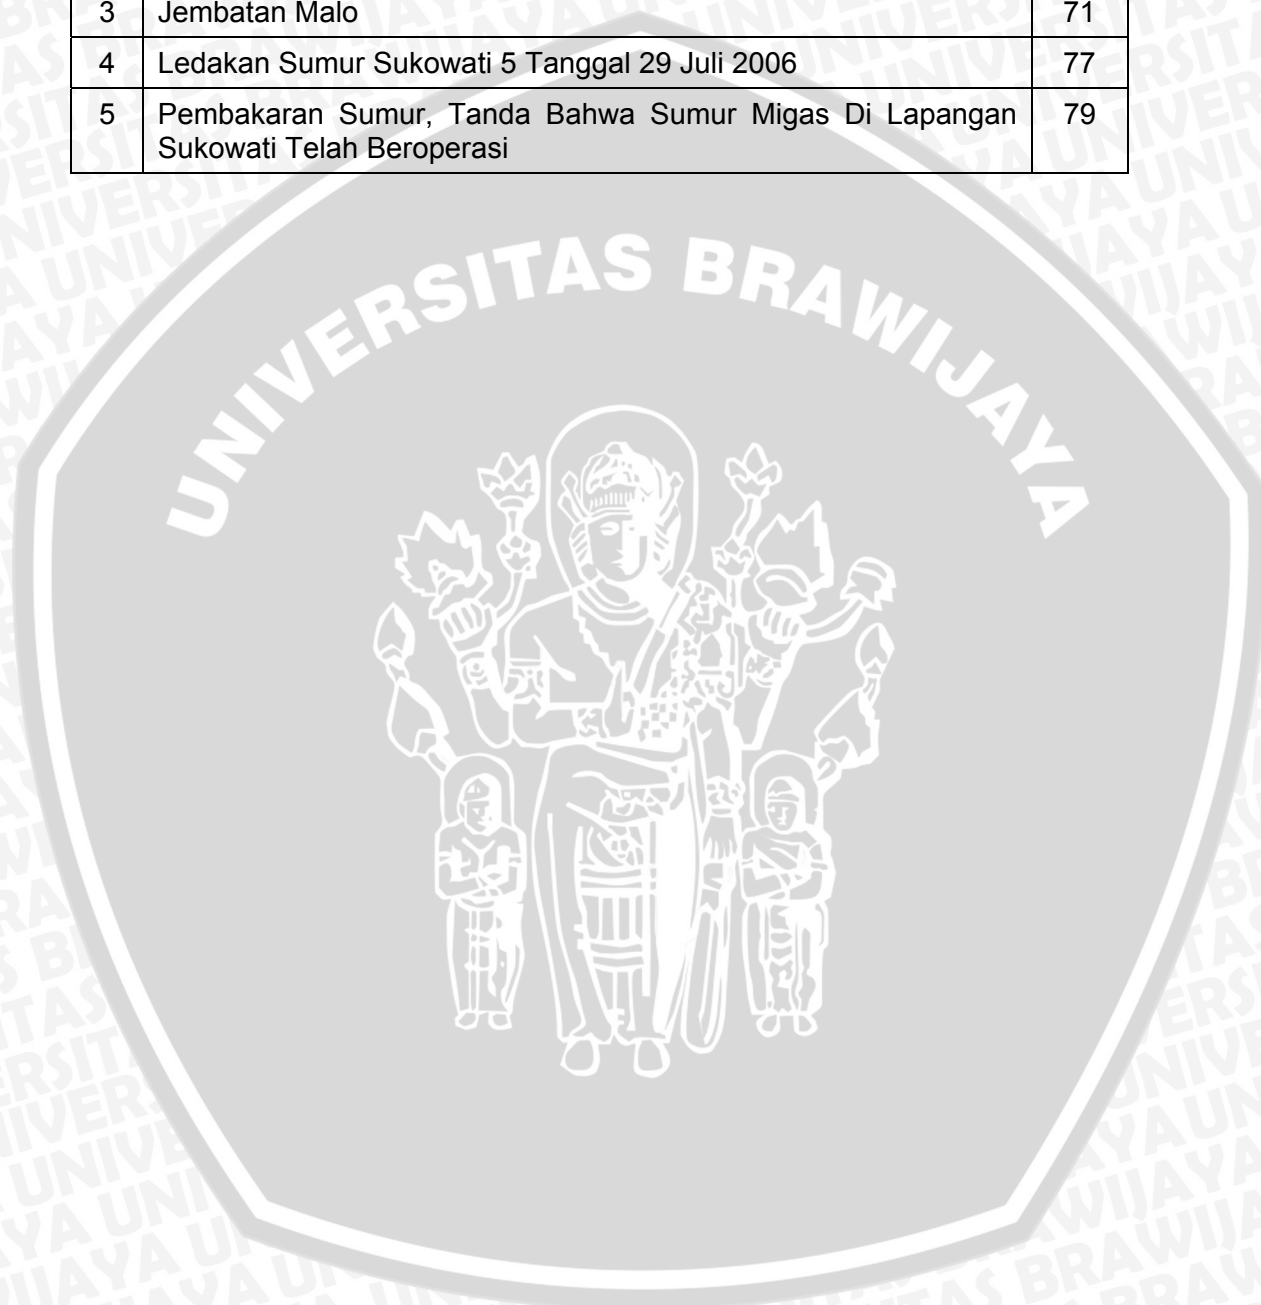 3 Jembatan Malo 71
4 Ledakan Sumur Sukowati 5 Tanggal 29 Juli 2006 77
5 Pembakaran Sumur, Tanda Bahwa Sumur Migas Di Lapangan 79
Sukowati Telah Beroperasi
UNIVERSITAS BRAWIJAYA